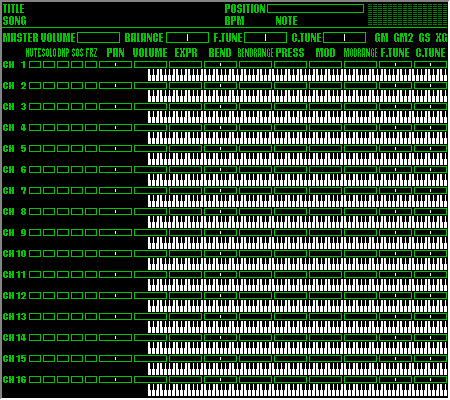 TITLE POSITION
SONG BPM NOTE
MASTER VOLUME BALANCE F.TUNE C.TUNE GM GM2 GS XG
MUTE SOLO DMP SOS FRZ PAN VOLUME EXPR BEND BENDRANGE PRESS MOD MODRANGE F.TUNE C.TUNE
CH 1
CH 2
CH 3
CH 4
CH 5
CH 6
CH 7
CH 8
CH 9
CH 10
CH 11
CH 12
CH 13
CH 14
CH 15
CH 16